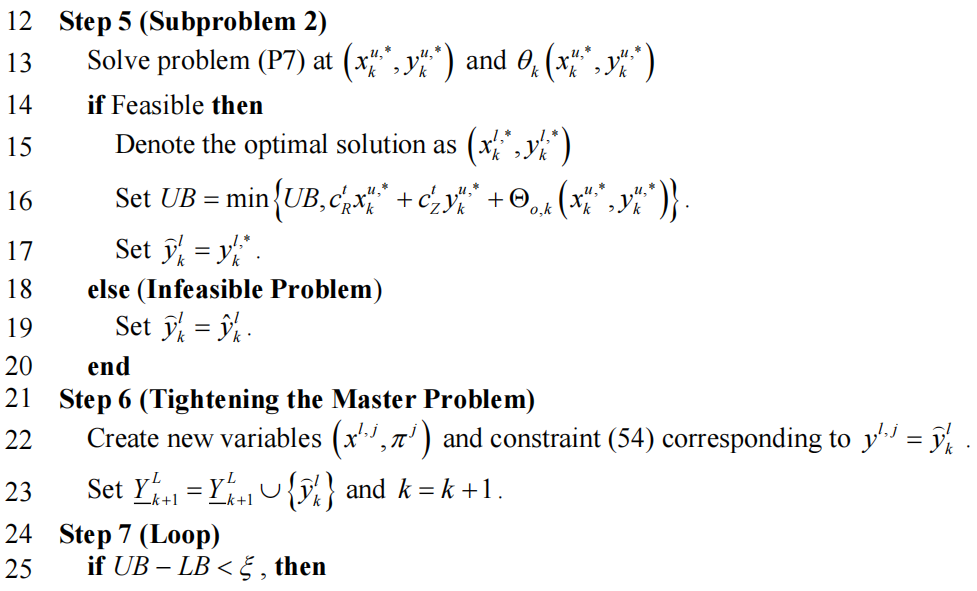 12 Step 5 (Subproblem 2)
13 Solve problem (P7) at $\left(x_k^{u,*}, y_k^{u,*}\right)$ and $\theta_k\left(x_k^{u,*}, y_k^{u,*}\right)$
14 if Feasible then
15 Denote the optimal solution as $\left(x_k^{l,*}, y_k^{l,*}\right)$
16 Set $UB = \min\left\{UB, c_R^t x_k^{u,*} + c_Z^t y_k^{u,*} + \Theta_{o,k}\left(x_k^{u,*}, y_k^{u,*}\right)\right\}$.
17 Set $\widehat{y}_k^l = y_k^{l,*}$.
18 else (Infeasible Problem)
19 Set $\widehat{y}_k^l = \hat{y}_k^l$.
20 end
21 Step 6 (Tightening the Master Problem)
22 Create new variables $\left(x^{l,j}, \pi^j\right)$ and constraint (54) corresponding to $y^{l,j} = \widehat{y}_k^l$ .
23 Set $\underline{Y}_{k+1}^L = \underline{Y}_{k+1}^L \cup \left\{\widehat{y}_k^l\right\}$ and $k = k+1$.
24 Step 7 (Loop)
25 if $UB - LB < \xi$, then